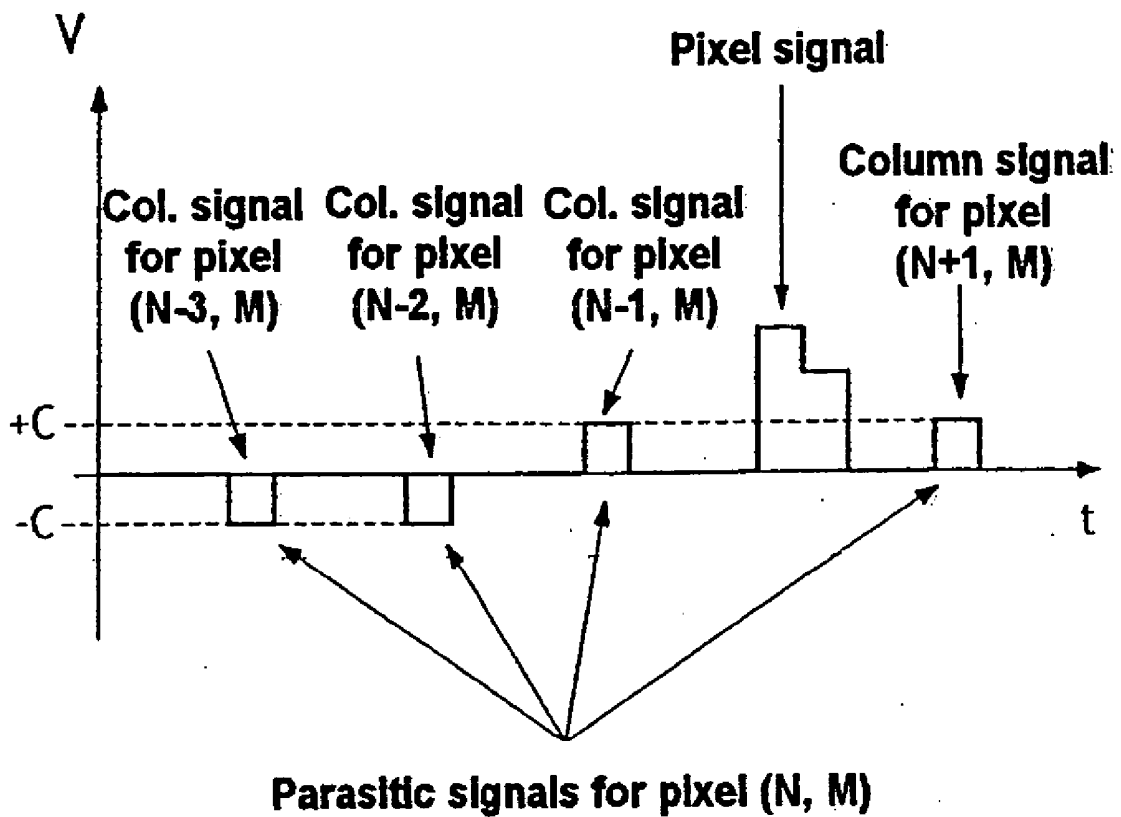 V
Pixel signal
Column signal
for pixel
(N+1, M)
Col. signal
for pixel
(N-3, M)
Col. signal
for pixel
(N-2, M)
Col. signal
for pixel
(N-1, M)
+C
-C
t
Parasitic signals for pixel (N, M)